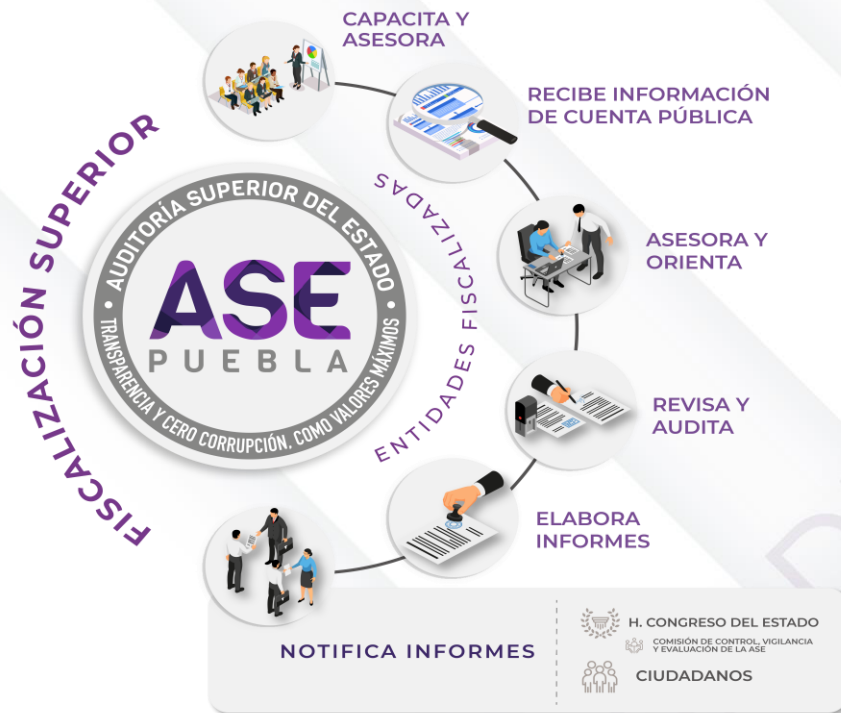 CAPACITA Y
ASESORA
RECIBE INFORMACIÓN
DE CUENTA PÚBLICA
ASESORA Y
ORIENTA
REVISA Y
AUDITA
ELABORA
INFORMES
FISCALIZACIÓN SUPERIOR
AUDITORÍA SUPERIOR DEL ESTADO
ASE
PUEBLA
TRANSPARENCIA Y CERO CORRUPCIÓN, COMO VALORES MÁXIMOS
ENTIDADES FISCALIZADAS
NOTIFICA INFORMES
H. CONGRESO DEL ESTADO
COMISIÓN DE CONTROL, VIGILANCIA
Y EVALUACIÓN DE LA ASE
CIUDADANOS